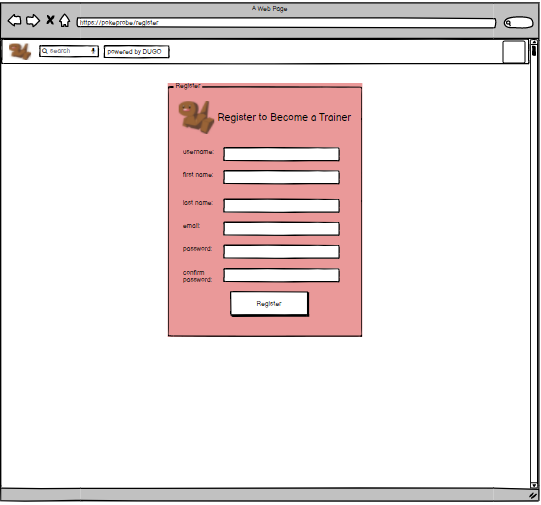 A Web Page
https://pokeprobe/register
search
powered by DUGO
Register
Register to Become a Trainer
username:
first name:
last name:
email:
password:
confirm
password:
Register